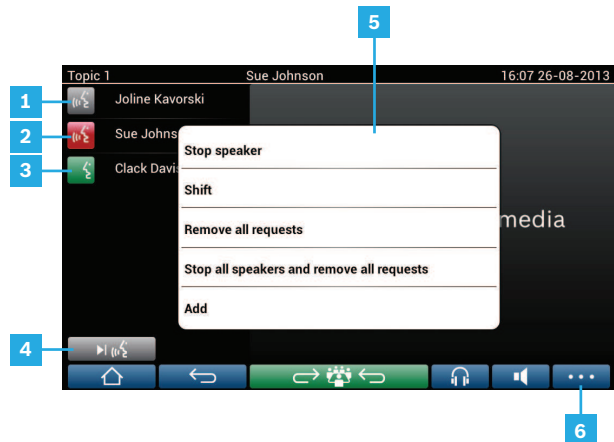 5
Topic 1 Sue Johnson 16:07 26-08-2013
1 Joline Kavorski
2 Sue Johns
3 Clack Davi
Stop speaker
Shift
Remove all requests
media
Stop all speakers and remove all requests
Add
4
6